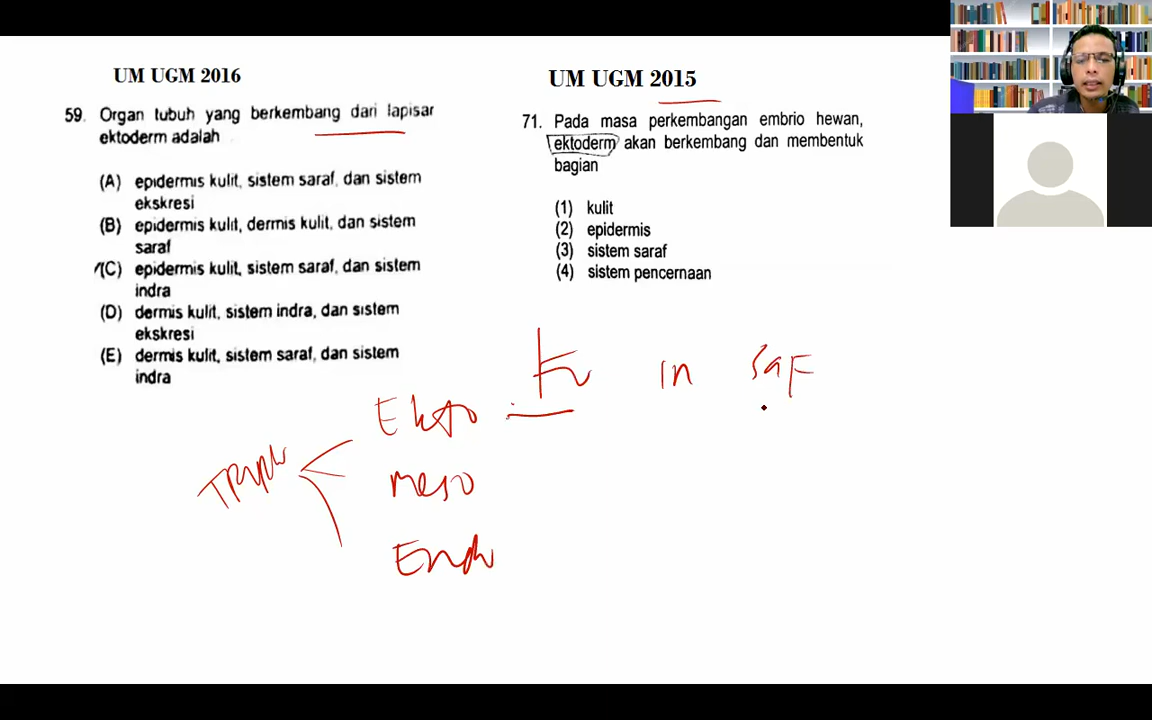 UM UGM 2016
59. Organ tubuh yang berkembang dari lapisar
ektoderm adalah
(A) epidermis kulit, sistem saraf, dan sistem
ekskresi
(B) epidermis kulit, dermis kulit, dan sistem
saraf
(C) epidermis kulit, sistem saraf, dan sistem
indra
(D) dermis kulit, sistem indra, dan sistem
ekskresi
(E) dermis kulit, sistem saraf, dan sistem
indra
UM UGM 2015
71. Pada masa perkembangan embrio hewan,
ektoderm akan berkembang dan membentuk
bagian
(1) kulit
(2) epidermis
(3) sistem saraf
(4) sistem pencernaan
in saF
Ekto
meso